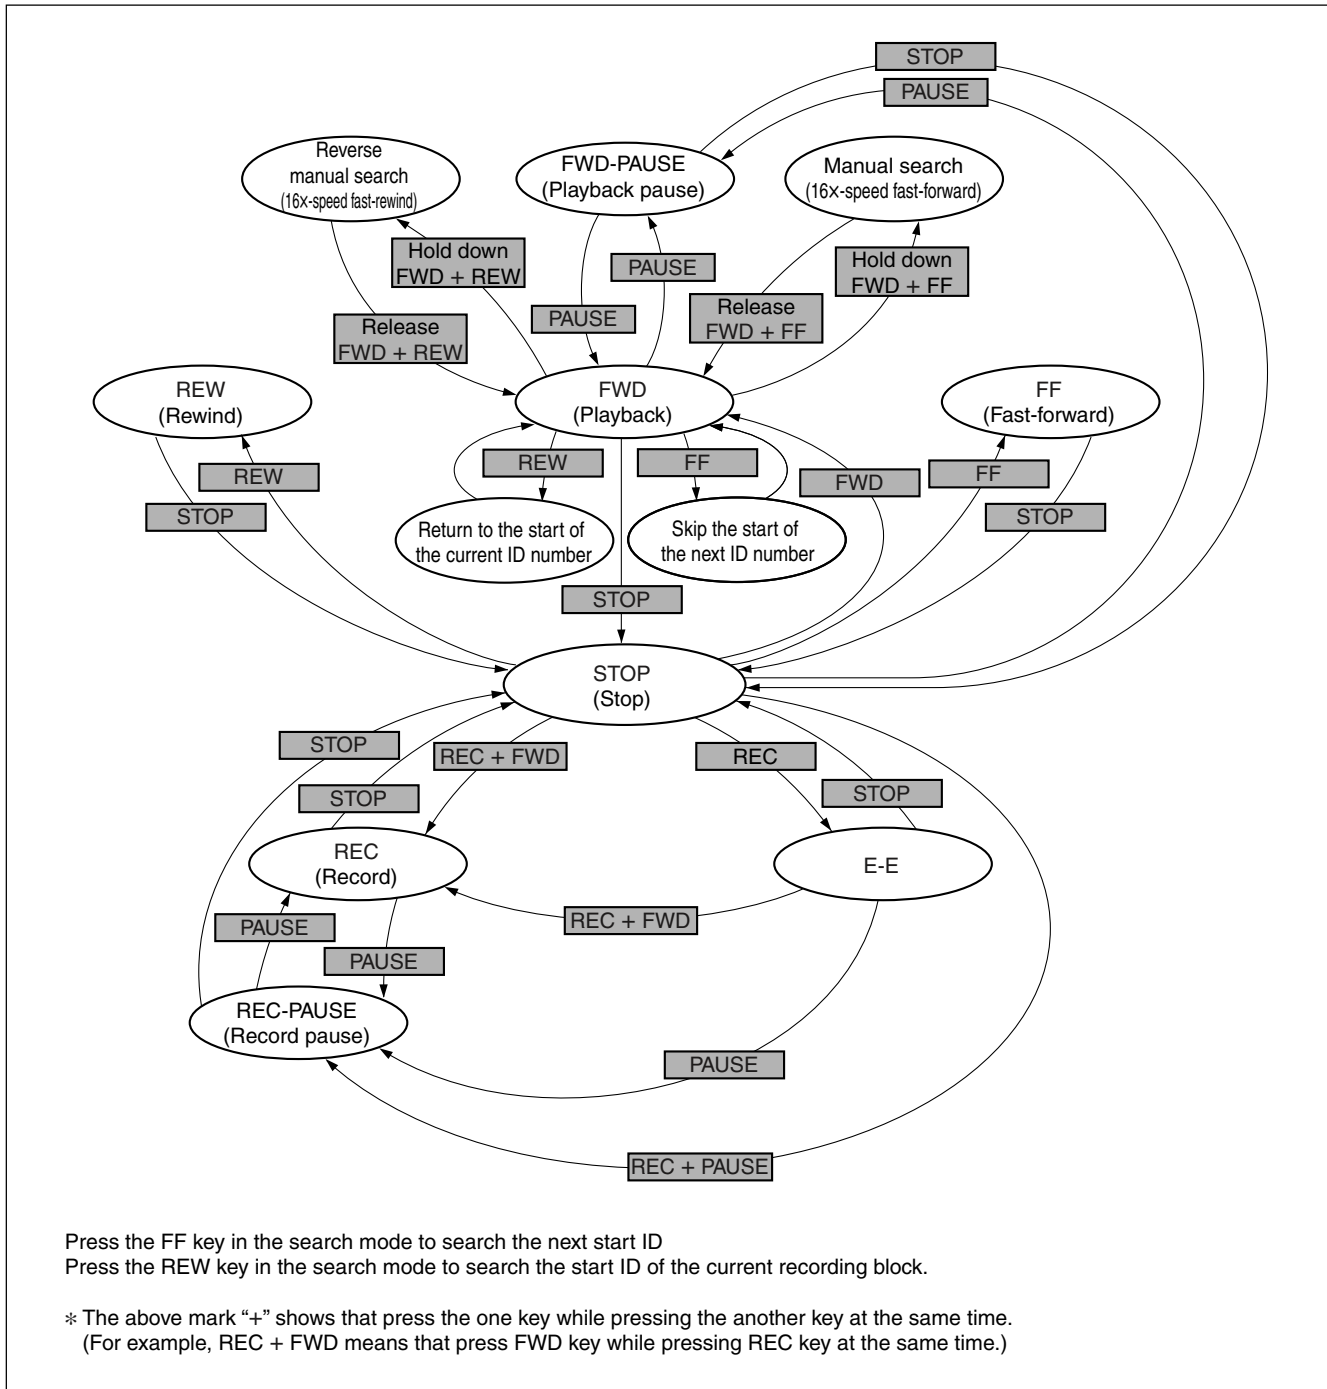 STOP
PAUSE
Reverse
manual search
(16×-speed fast-rewind)
FWD-PAUSE
(Playback pause)
Manual search
(16×-speed fast-forward)
Hold down
FWD + REW
PAUSE
Hold down
FWD + FF
Release
FWD + REW
PAUSE
Release
FWD + FF
REW
(Rewind)
FWD
(Playback)
FF
(Fast-forward)
REW
STOP
REW
FF
FWD
FF
STOP
Return to the start of
the current ID number
Skip the start of
the next ID number
STOP
STOP
(Stop)
STOP
REC + FWD
REC
STOP
STOP
REC
(Record)
E-E
PAUSE
REC + FWD
PAUSE
REC-PAUSE
(Record pause)
PAUSE
REC + PAUSE
Press the FF key in the search mode to search the next start ID
Press the REW key in the search mode to search the start ID of the current recording block.
* The above mark “+” shows that press the one key while pressing the another key at the same time.
(For example, REC + FWD means that press FWD key while pressing REC key at the same time.)